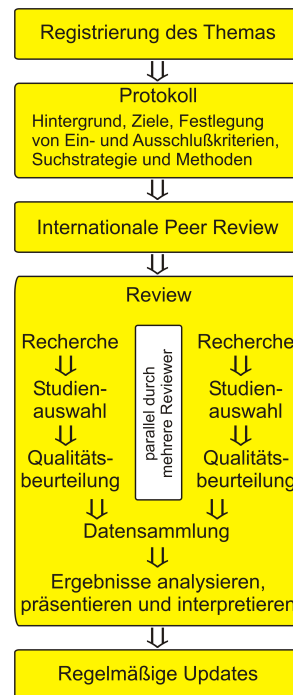 Registrierung des Themas
Protokoll
Hintergrund, Ziele, Festlegung
von Ein- und Ausschlußkriterien,
Suchstrategie und Methoden
Internationale Peer Review
Review
Recherche
Studien-
auswahl
Qualitäts-
beurteilung
parallel durch
mehrere Reviewer
Recherche
Studien-
auswahl
Qualitäts-
beurteilung
Datensammlung
Ergebnisse analysieren,
präsentieren und interpretieren
Regelmäßige Updates